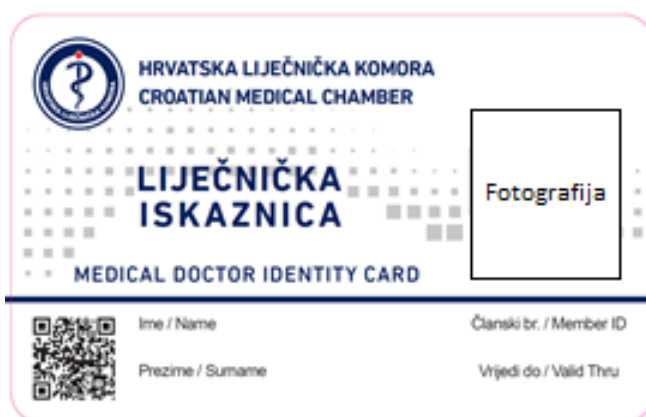 HRVATSKA LIJEČNIČKA KOMORA
CROATIAN MEDICAL CHAMBER
LIJEČNIČKA
ISKAZNICA
Fotografija
MEDICAL DOCTOR IDENTITY CARD
Ime / Name
Članski br. / Member ID
Prezime / Surname
Vrijedi do / Valid Thru